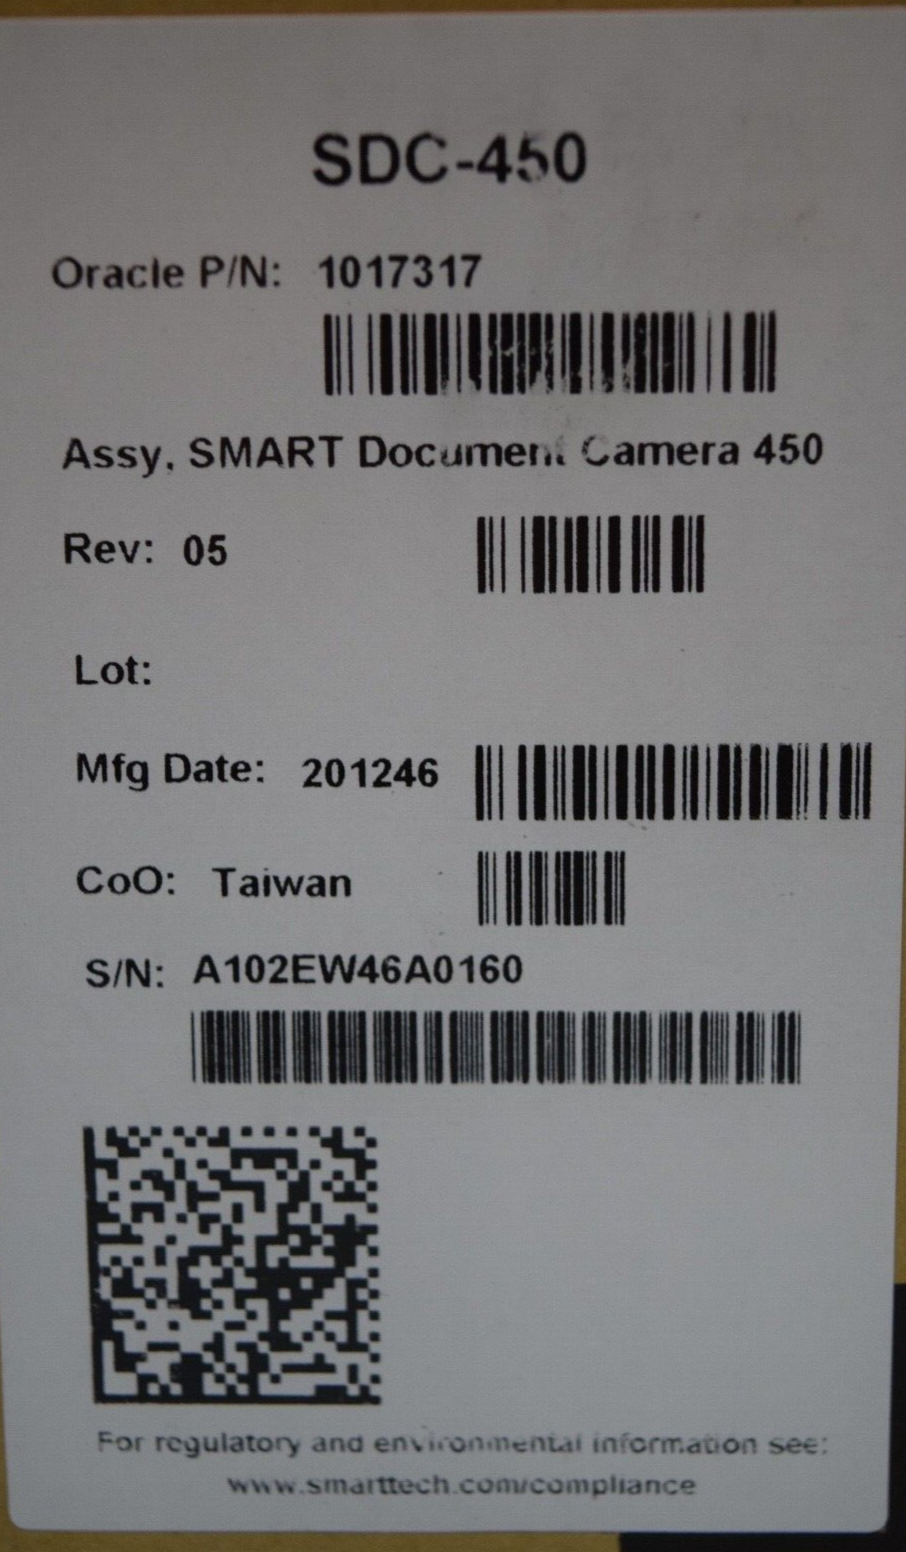 SDC-450
Oracle P/N: 1017317
Assy, SMART Document Camera 450
Rev: 05
Lot:
Mfg Date: 201246
CoO: Taiwan
S/N: A102EW46A0160
For regulatory and environmental information see:
www.smarttech.com/compliance